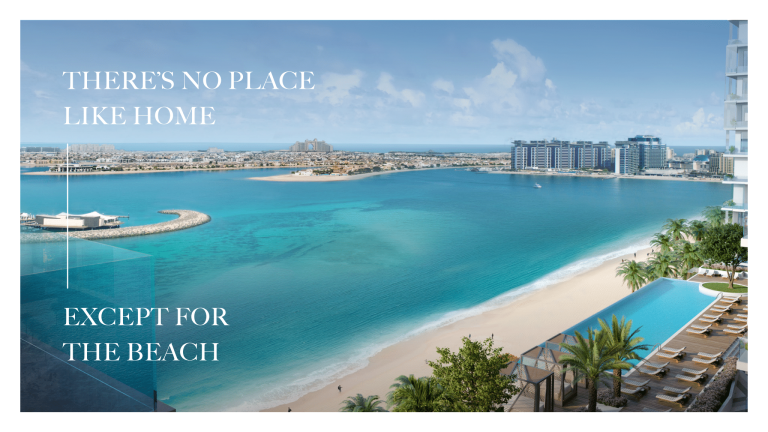 THERE'S NO PLACE
LIKE HOME
EXCEPT FOR
THE BEACH